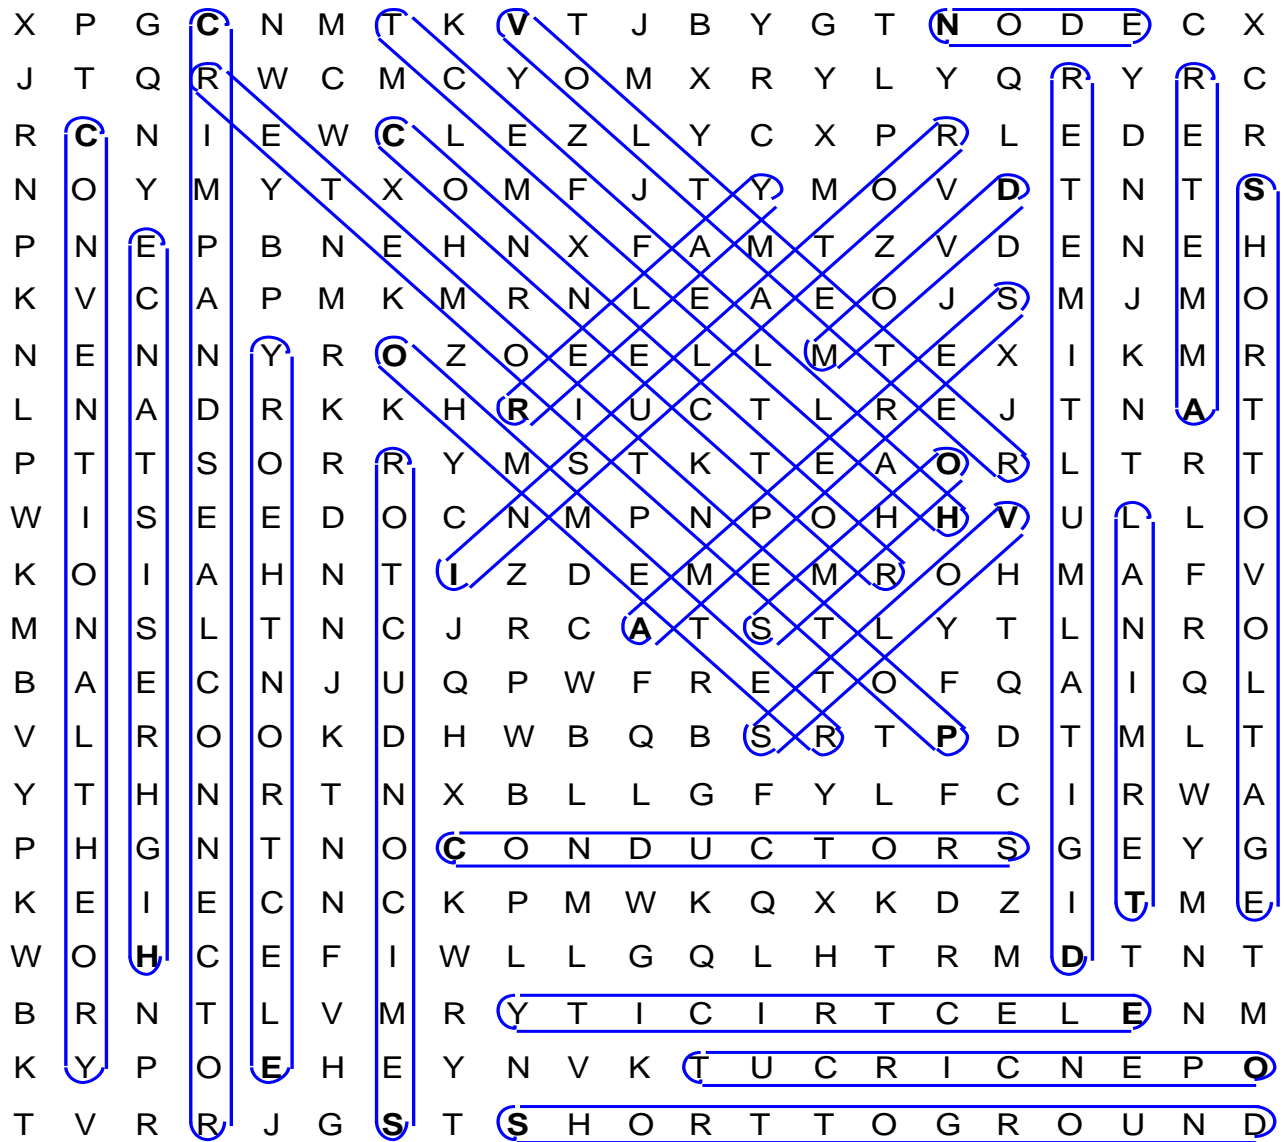 X P G C N M T K V T J B Y G T N O D E C X
J T Q R W C M C Y O M X R Y L Y Q R Y R C
R C N I E W C L E Z L Y C X P R L E D E R
N O Y M Y T X O M F J T Y M O V D T N T S
P N E P B N E H N X F A M T Z V D E N E H
K V C A P M K M R N L E A E O J S M J M O
N E N N Y R O Z O E E L L M T E X I K M R
L N A D R K K H R I U C T L R E J T N A T
P T T S O R R Y M S T K T E A O R L T R T
W I S E E D O C N M P N P O H H V U L L O
K O I A H N T I Z D E M E M R O H M A F V
M N S L T N C J R C A T S T L Y T L N R O
B A E C N J U Q P W F R E T O F Q A I Q L
V L R O O K D H W B Q B S R T P D T M L T
Y T H N R T N X B L L G F Y L F C I R W A
P H G N T N O C O N D U C T O R S G E Y G
K E I E C N C K P M W K Q X K D Z I T M E
W O H C E F I W L L G Q L H T R M D T N T
B R N T L V M R Y T I C I R T C E L E N M
K Y P O E H E Y N V K T U C R I C N E P O
T V R R J G S T S H O R T T O G R O U N D